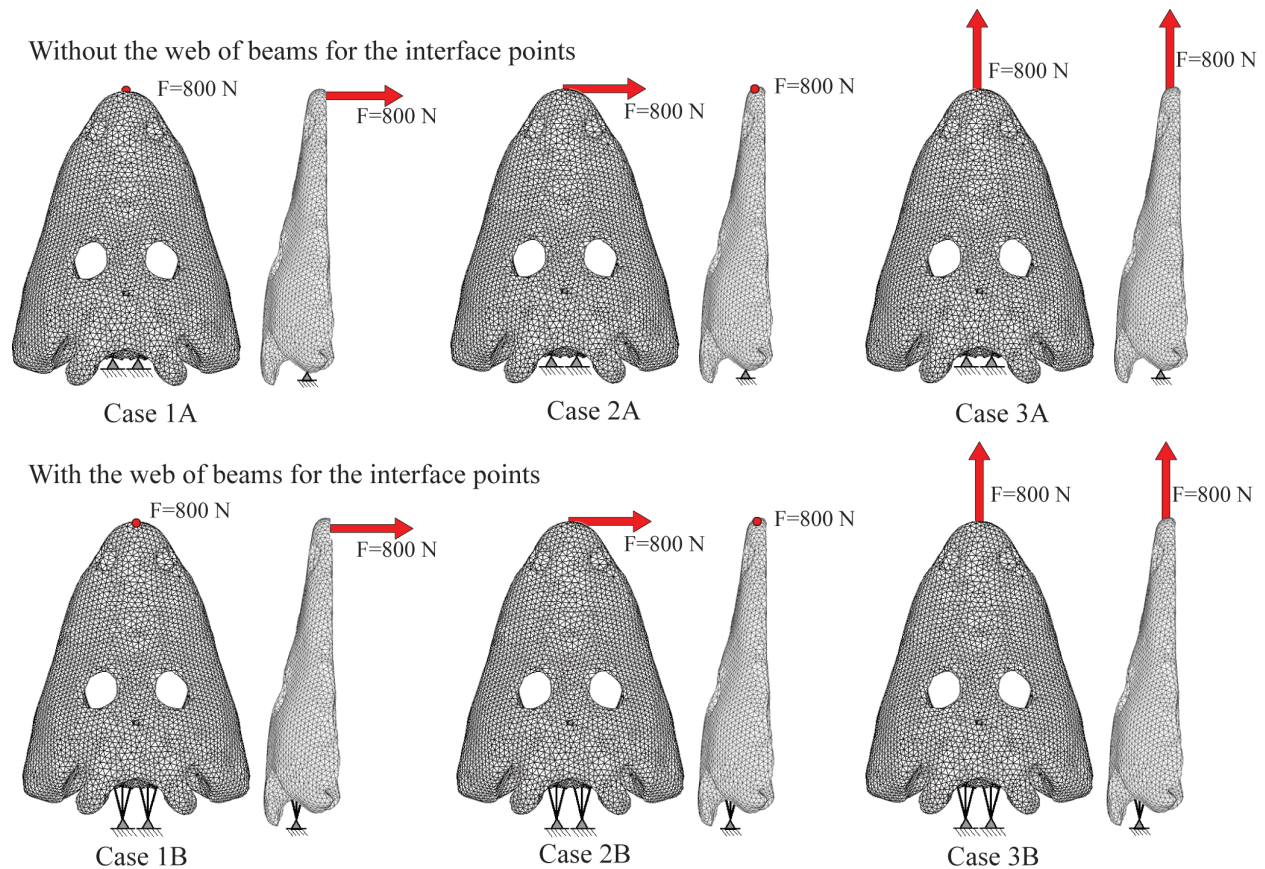 Without the web of beams for the interface points
F=800 N
F=800 N
F=800 N
F=800 N
F=800 N
F=800 N
Case 1A
Case 2A
Case 3A
With the web of beams for the interface points
F=800 N
F=800 N
F=800 N
F=800 N
F=800 N
F=800 N
Case 1B
Case 2B
Case 3B